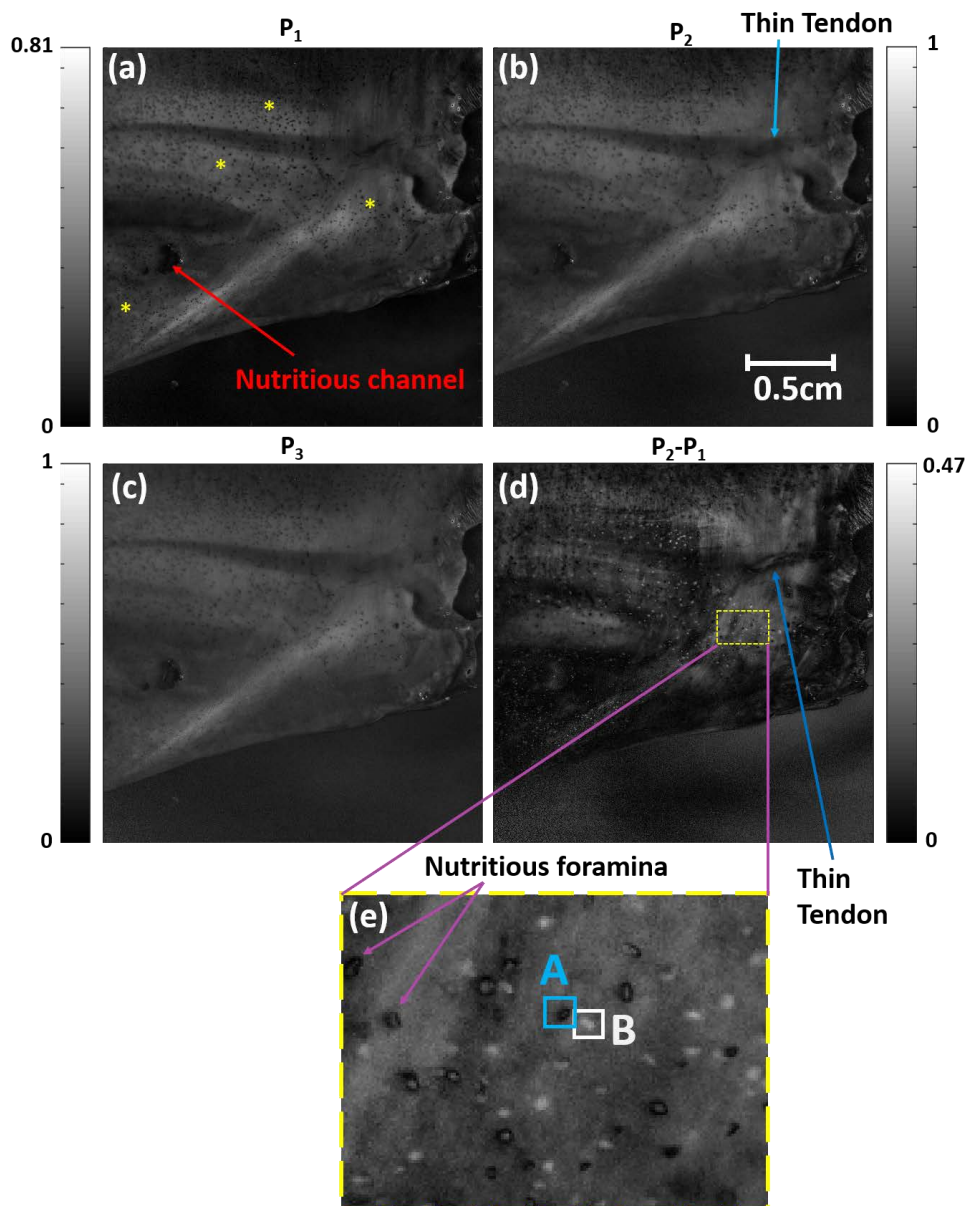 P1
P2
Thin Tendon
0.81
1
(a)
(b)
*
*
*
*
Nutritious channel
0.5cm
0
0
P3
P2-P1
1
0.47
(c)
(d)
0
0
Nutritious foramina
Thin
Tendon
(e)
A
B